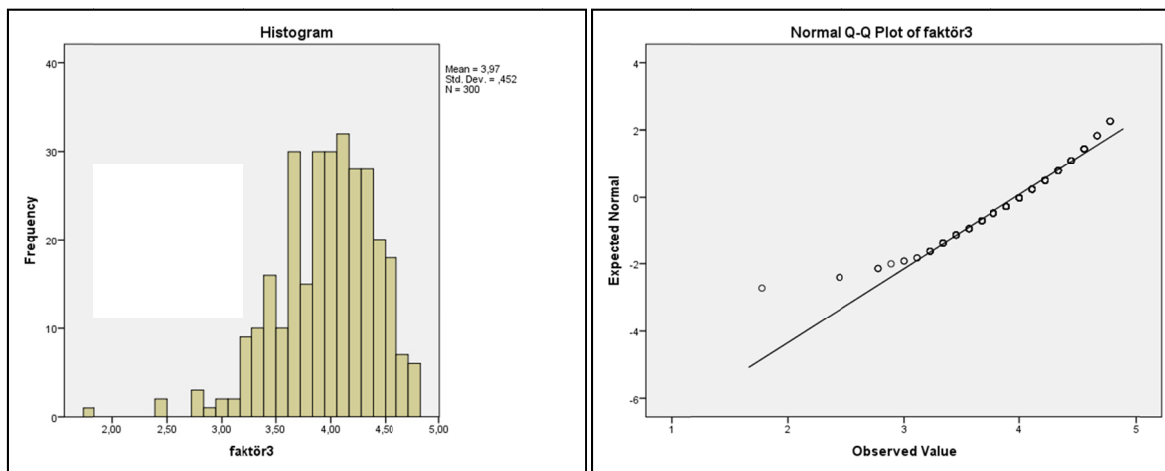 Histogram
Mean = 3,97
Std. Dev. = ,452
N = 300
40
30
20
10
0
Frequency
2,00 2,50 3,00 3,50 4,00 4,50 5,00
faktör3
Normal Q-Q Plot of faktör3
4
2
0
-2
-4
-6
Expected Normal
1 2 3 4 5
Observed Value